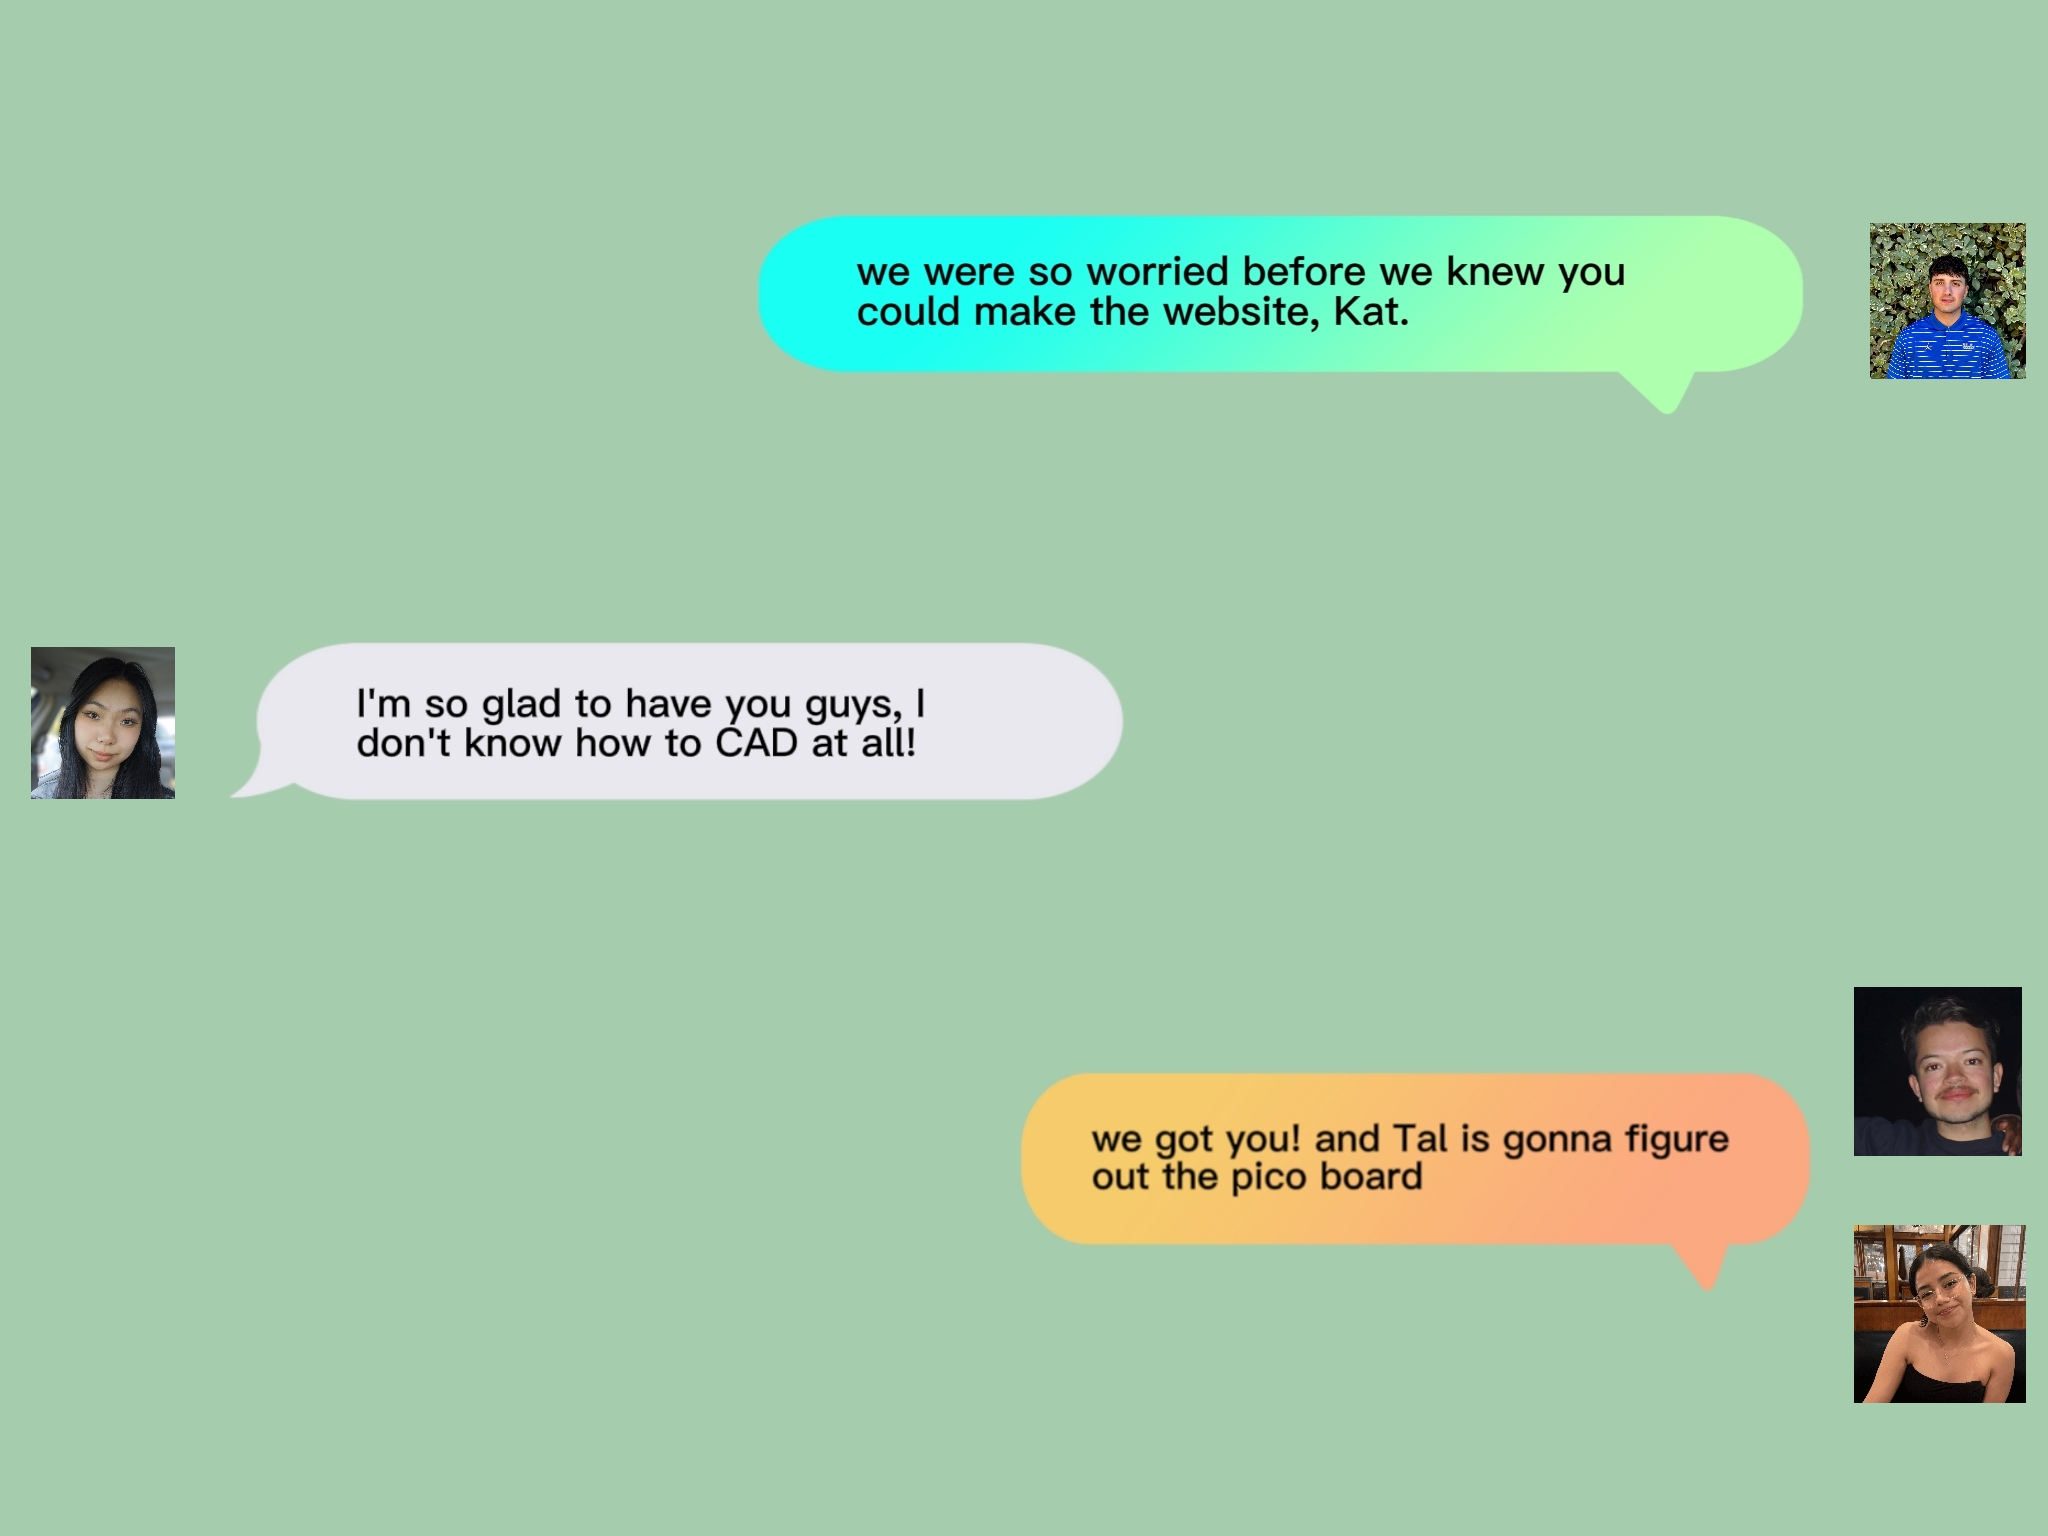 we were so worried before we knew you
could make the website, Kat.
I'm so glad to have you guys, I
don't know how to CAD at all!
we got you! and Tal is gonna figure
out the pico board